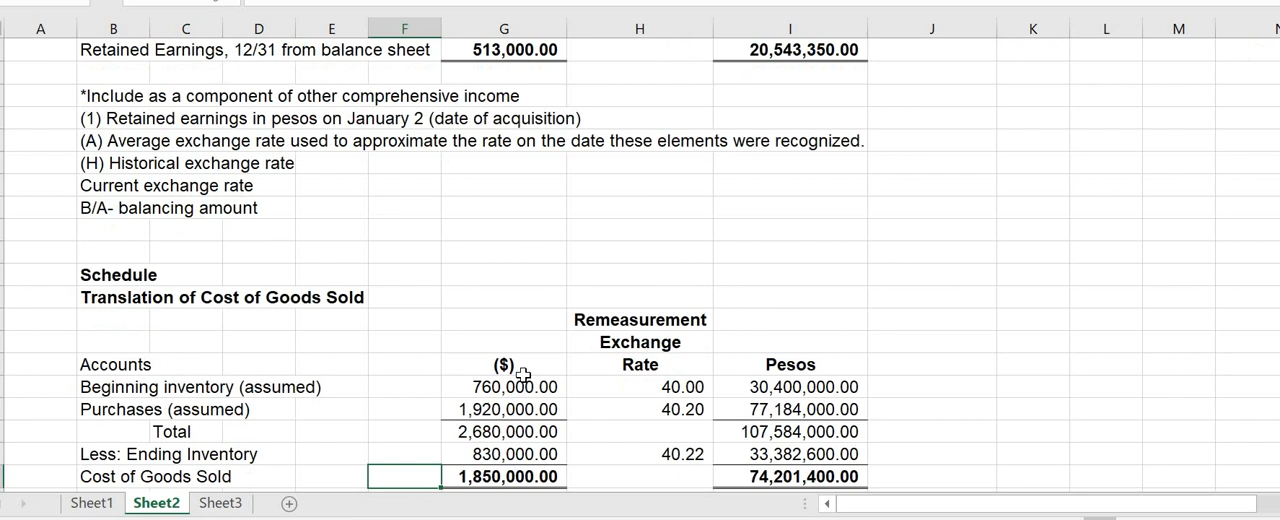 A B C D E F G H I J K L M N
Retained Earnings, 12/31 from balance sheet 513,000.00 20,543,350.00
*Include as a component of other comprehensive income
(1) Retained earnings in pesos on January 2 (date of acquisition)
(A) Average exchange rate used to approximate the rate on the date these elements were recognized.
(H) Historical exchange rate
Current exchange rate
B/A- balancing amount
Schedule
Translation of Cost of Goods Sold
Remeasurement
Exchange
Accounts ($) Rate Pesos
Beginning inventory (assumed) 760,000.00 40.00 30,400,000.00
Purchases (assumed) 1,920,000.00 40.20 77,184,000.00
Total 2,680,000.00 107,584,000.00
Less: Ending Inventory 830,000.00 40.22 33,382,600.00
Cost of Goods Sold 1,850,000.00 74,201,400.00
Sheet1 Sheet2 Sheet3